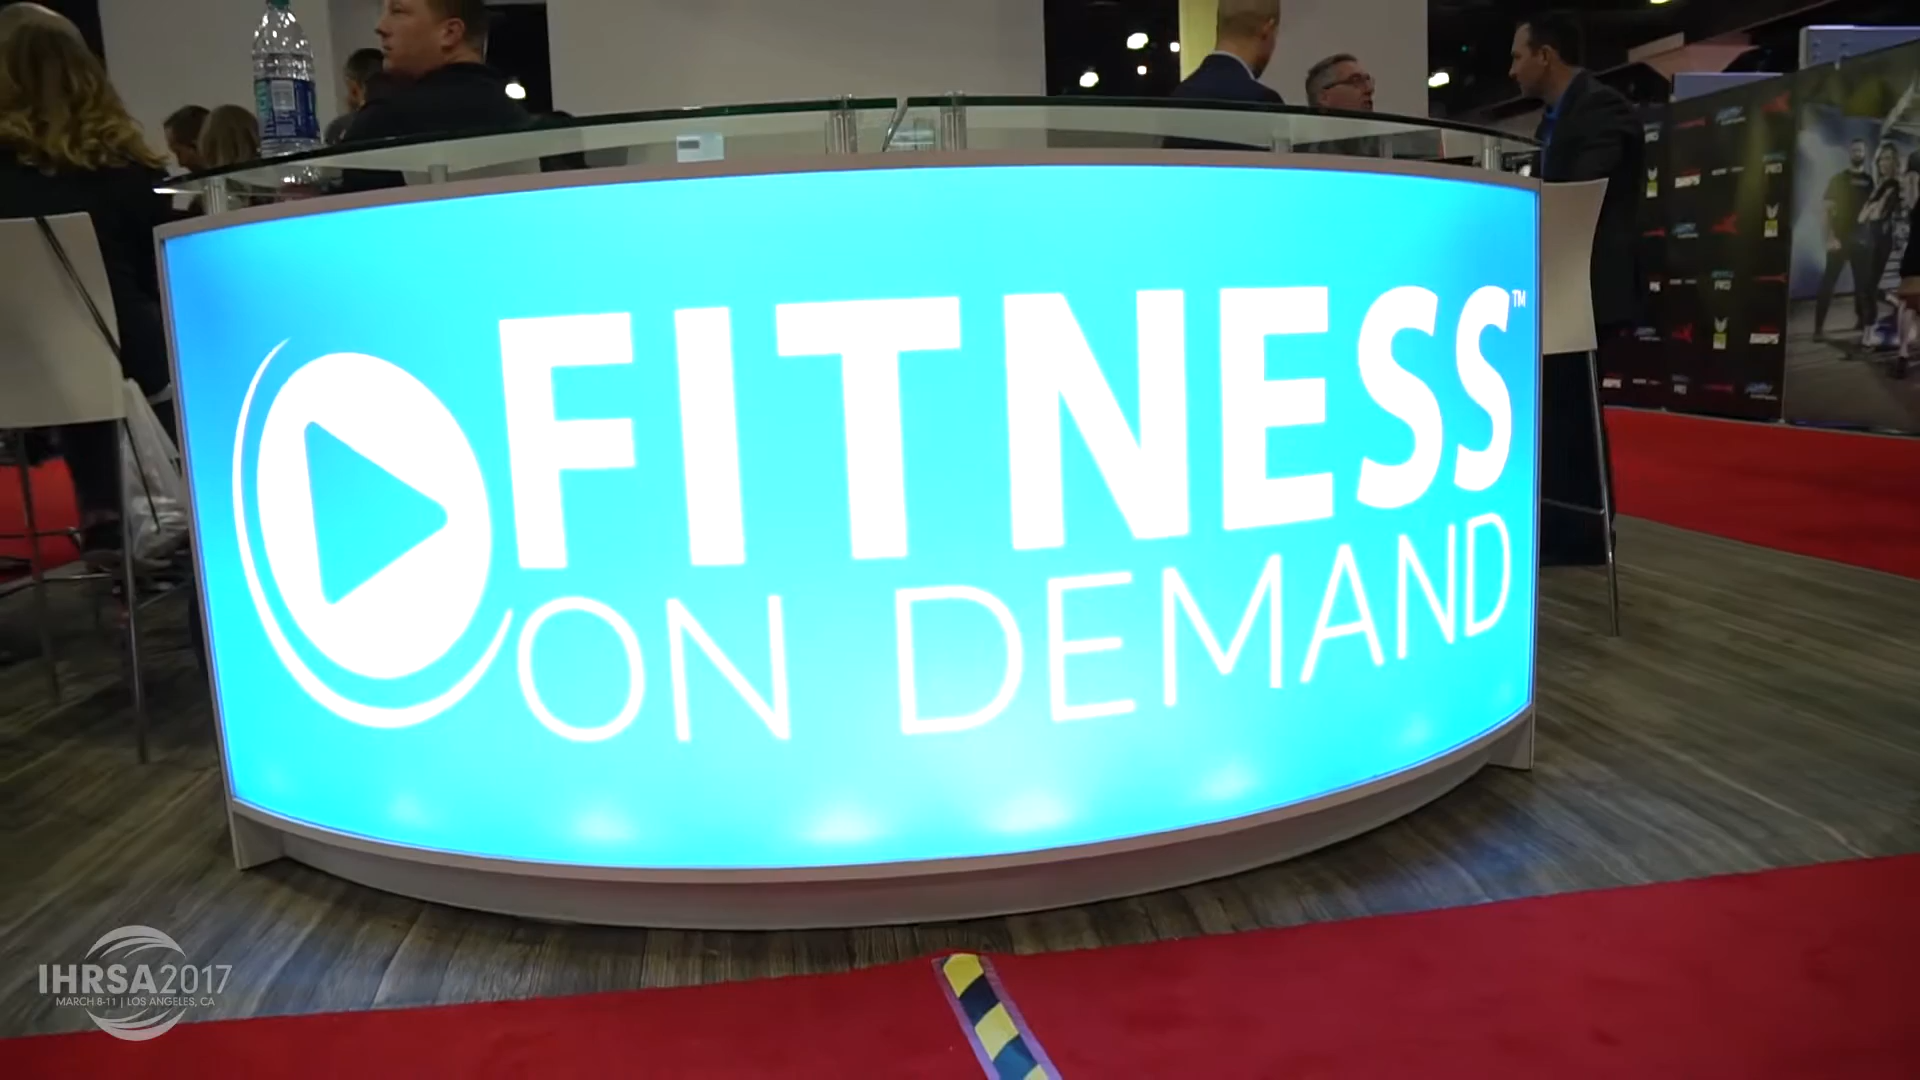 FITNESS™
ON DEMAND
IHRSA2017
MARCH 8-11 | LOS ANGELES, CA